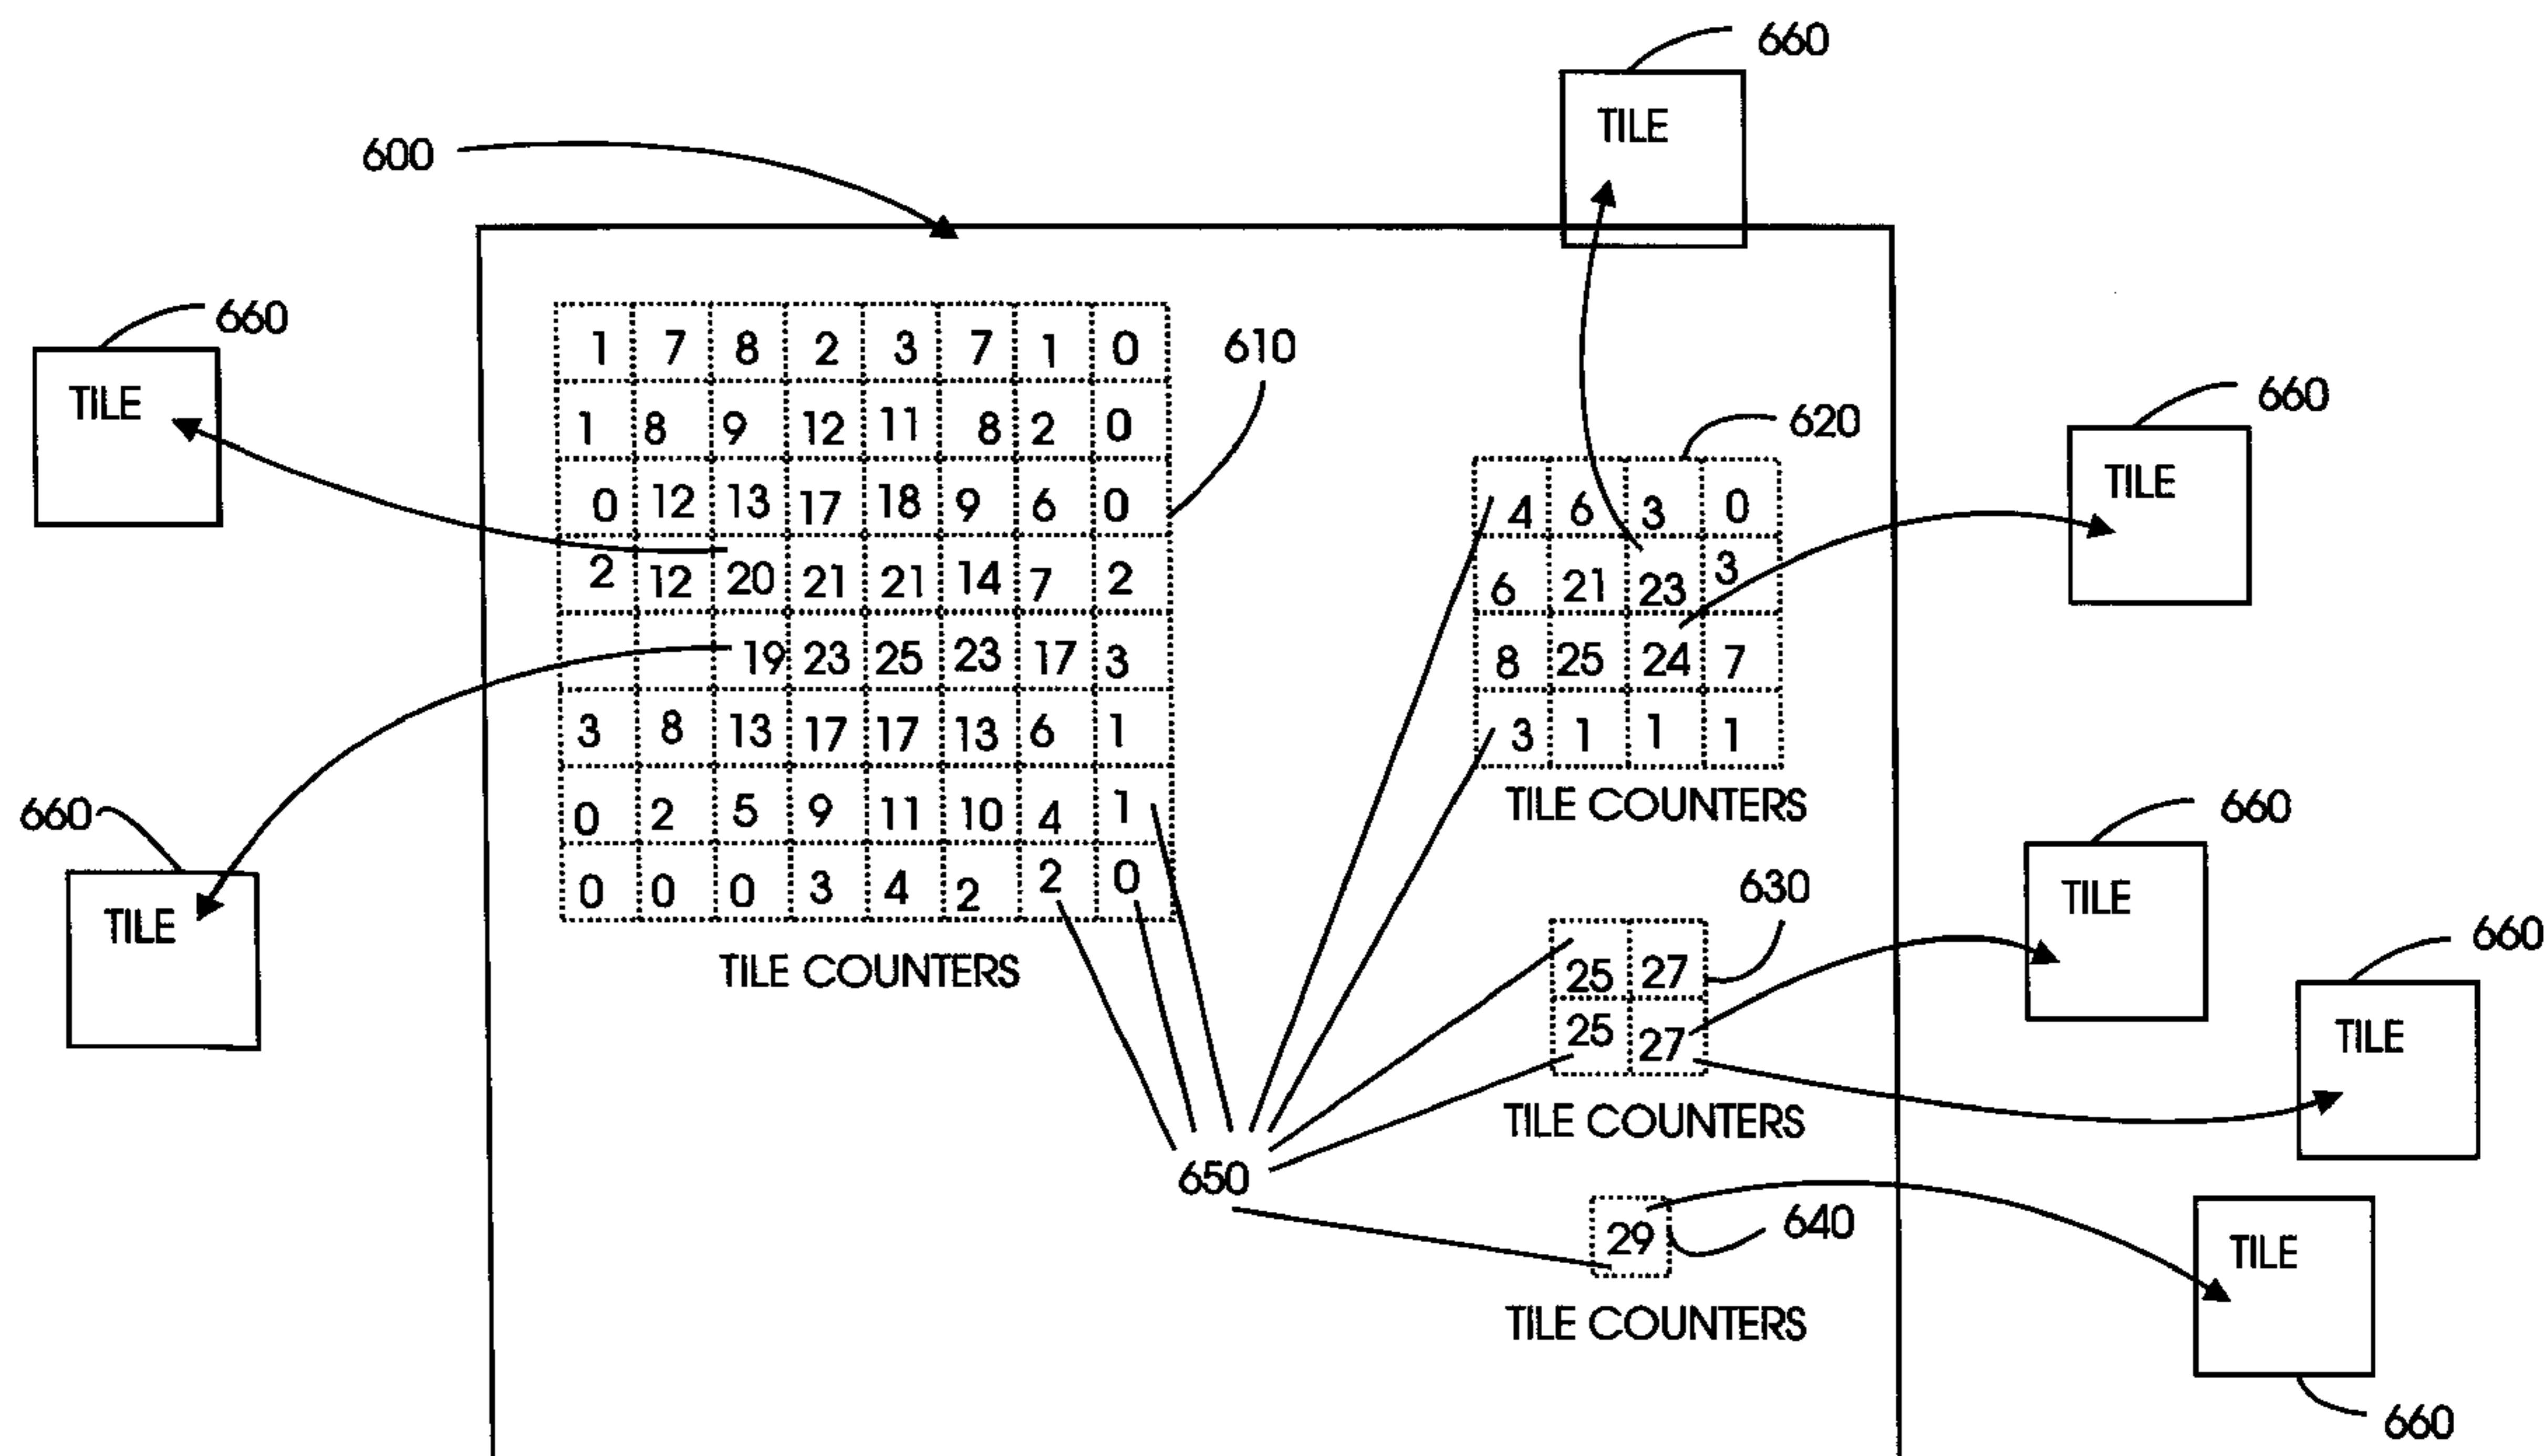 660
TILE
600
660
TILE
1 7 8 2 3 7 1 0
1 8 9 12 11 8 2 0
0 12 13 17 18 9 6 0
2 12 20 21 21 14 7 2
19 23 25 23 17 3
3 8 13 17 17 13 6 1
0 2 5 9 11 10 4 1
0 0 0 3 4 2 2 0
TILE COUNTERS
610
620
4 6 3 0
6 21 23 3
8 25 24 7
3 1 1 1
TILE COUNTERS
660
TILE
660
TILE
630
25 27
25 27
TILE COUNTERS
660
TILE
660
TILE
650
29
640
TILE COUNTERS
TILE
660